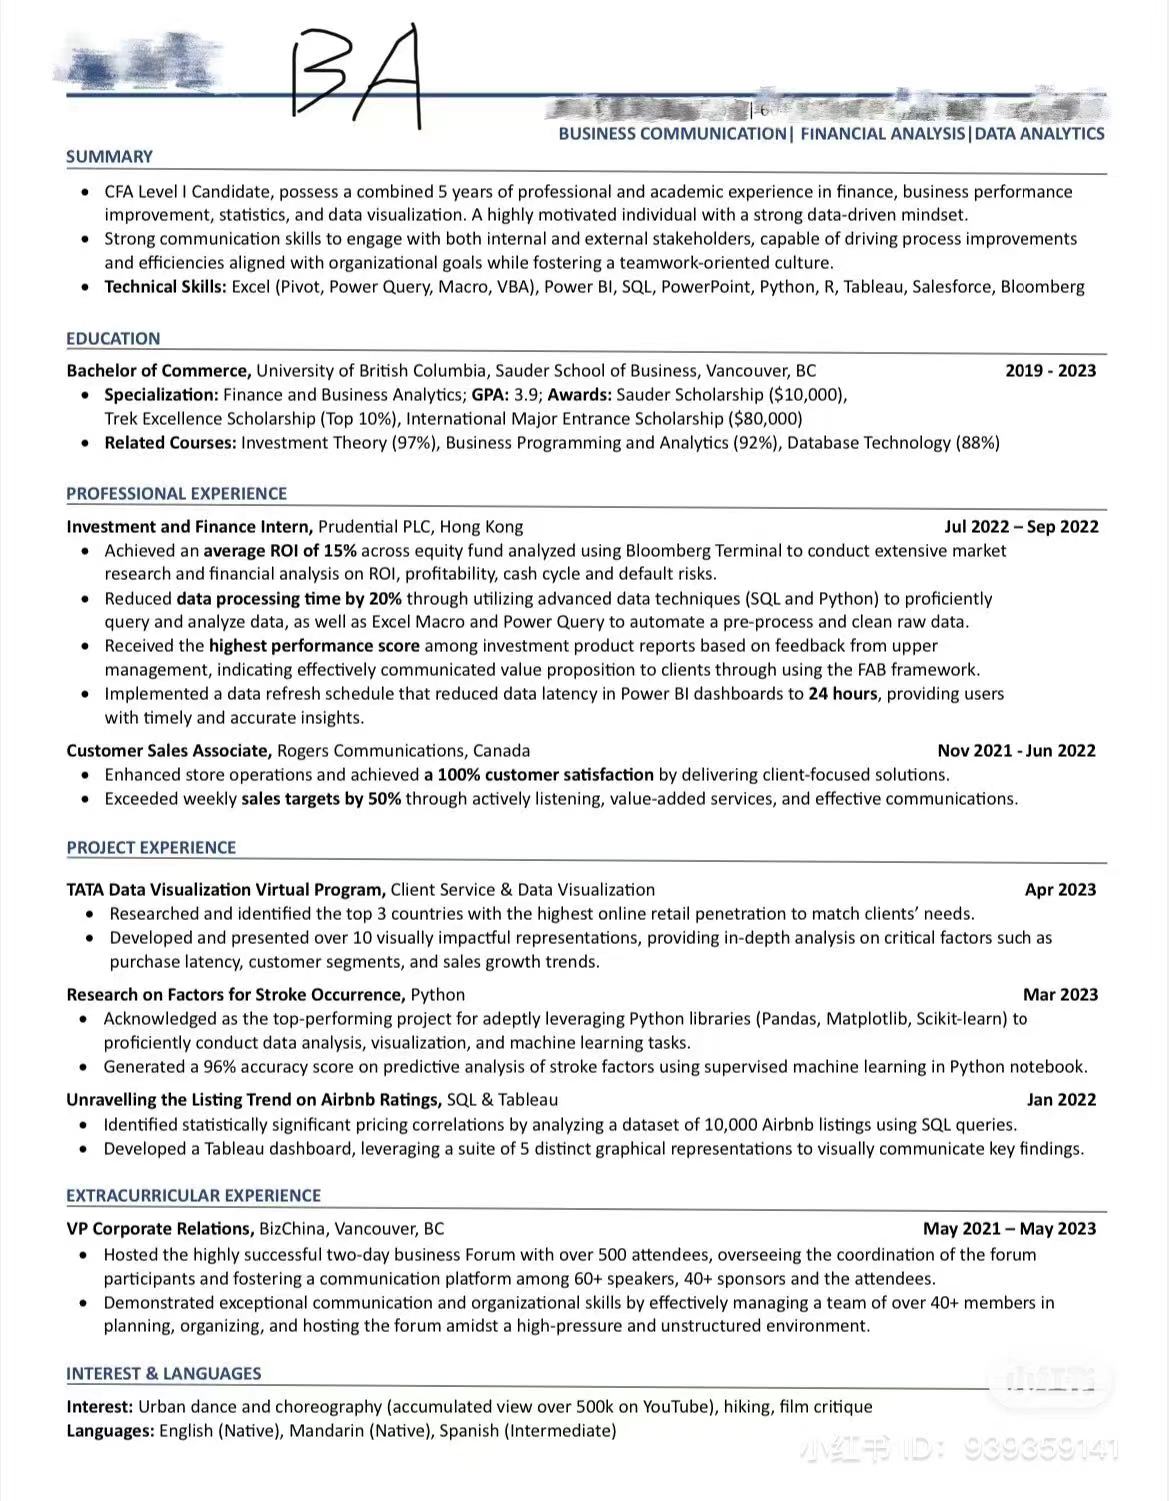 BA
BUSINESS COMMUNICATION| FINANCIAL ANALYSIS|DATA ANALYTICS
SUMMARY
• CFA Level I Candidate, possess a combined 5 years of professional and academic experience in finance, business performance
improvement, statistics, and data visualization. A highly motivated individual with a strong data-driven mindset.
• Strong communication skills to engage with both internal and external stakeholders, capable of driving process improvements
and efficiencies aligned with organizational goals while fostering a teamwork-oriented culture.
• Technical Skills: Excel (Pivot, Power Query, Macro, VBA), Power BI, SQL, PowerPoint, Python, R, Tableau, Salesforce, Bloomberg
EDUCATION
Bachelor of Commerce, University of British Columbia, Sauder School of Business, Vancouver, BC 2019 - 2023
• Specialization: Finance and Business Analytics; GPA: 3.9; Awards: Sauder Scholarship ($10,000),
Trek Excellence Scholarship (Top 10%), International Major Entrance Scholarship ($80,000)
• Related Courses: Investment Theory (97%), Business Programming and Analytics (92%), Database Technology (88%)
PROFESSIONAL EXPERIENCE
Investment and Finance Intern, Prudential PLC, Hong Kong Jul 2022 – Sep 2022
• Achieved an average ROI of 15% across equity fund analyzed using Bloomberg Terminal to conduct extensive market
research and financial analysis on ROI, profitability, cash cycle and default risks.
• Reduced data processing time by 20% through utilizing advanced data techniques (SQL and Python) to proficiently
query and analyze data, as well as Excel Macro and Power Query to automate a pre-process and clean raw data.
• Received the highest performance score among investment product reports based on feedback from upper
management, indicating effectively communicated value proposition to clients through using the FAB framework.
• Implemented a data refresh schedule that reduced data latency in Power BI dashboards to 24 hours, providing users
with timely and accurate insights.
Customer Sales Associate, Rogers Communications, Canada Nov 2021 - Jun 2022
• Enhanced store operations and achieved a 100% customer satisfaction by delivering client-focused solutions.
• Exceeded weekly sales targets by 50% through actively listening, value-added services, and effective communications.
PROJECT EXPERIENCE
TATA Data Visualization Virtual Program, Client Service & Data Visualization Apr 2023
• Researched and identified the top 3 countries with the highest online retail penetration to match clients’ needs.
• Developed and presented over 10 visually impactful representations, providing in-depth analysis on critical factors such as
purchase latency, customer segments, and sales growth trends.
Research on Factors for Stroke Occurrence, Python Mar 2023
• Acknowledged as the top-performing project for adeptly leveraging Python libraries (Pandas, Matplotlib, Scikit-learn) to
proficiently conduct data analysis, visualization, and machine learning tasks.
• Generated a 96% accuracy score on predictive analysis of stroke factors using supervised machine learning in Python notebook.
Unravelling the Listing Trend on Airbnb Ratings, SQL & Tableau Jan 2022
• Identified statistically significant pricing correlations by analyzing a dataset of 10,000 Airbnb listings using SQL queries.
• Developed a Tableau dashboard, leveraging a suite of 5 distinct graphical representations to visually communicate key findings.
EXTRACURRICULAR EXPERIENCE
VP Corporate Relations, BizChina, Vancouver, BC May 2021 – May 2023
• Hosted the highly successful two-day business Forum with over 500 attendees, overseeing the coordination of the forum
participants and fostering a communication platform among 60+ speakers, 40+ sponsors and the attendees.
• Demonstrated exceptional communication and organizational skills by effectively managing a team of over 40+ members in
planning, organizing, and hosting the forum amidst a high-pressure and unstructured environment.
INTEREST & LANGUAGES
Interest: Urban dance and choreography (accumulated view over 500k on YouTube), hiking, film critique
Languages: English (Native), Mandarin (Native), Spanish (Intermediate)
小红书
小红书 ID: 939359141